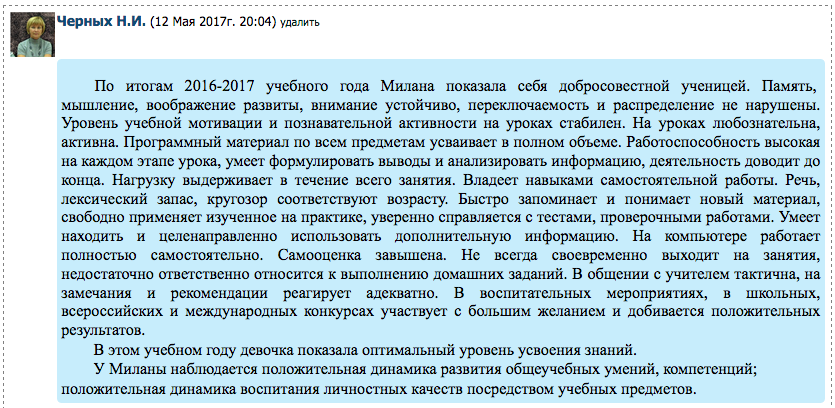 Черных Н.И. (12 Мая 2017г. 20:04) удалить
По итогам 2016-2017 учебного года Милана показала себя добросовестной ученицей. Память,
мышление, воображение развиты, внимание устойчиво, переключаемость и распределение не нарушены.
Уровень учебной мотивации и познавательной активности на уроках стабилен. На уроках любознательна,
активна. Программный материал по всем предметам усваивает в полном объеме. Работоспособность высокая
на каждом этапе урока, умеет формулировать выводы и анализировать информацию, деятельность доводит до
конца. Нагрузку выдерживает в течение всего занятия. Владеет навыками самостоятельной работы. Речь,
лексический запас, кругозор соответствуют возрасту. Быстро запоминает и понимает новый материал,
свободно применяет изученное на практике, уверенно справляется с тестами, проверочными работами. Умеет
находить и целенаправленно использовать дополнительную информацию. На компьютере работает
полностью самостоятельно. Самооценка завышена. Не всегда своевременно выходит на занятия,
недостаточно ответственно относится к выполнению домашних заданий. В общении с учителем тактична, на
замечания и рекомендации реагирует адекватно. В воспитательных мероприятиях, в школьных,
всероссийских и международных конкурсах участвует с большим желанием и добивается положительных
результатов.
В этом учебном году девочка показала оптимальный уровень усвоения знаний.
У Миланы наблюдается положительная динамика развития общеучебных умений, компетенций;
положительная динамика воспитания личностных качеств посредством учебных предметов.